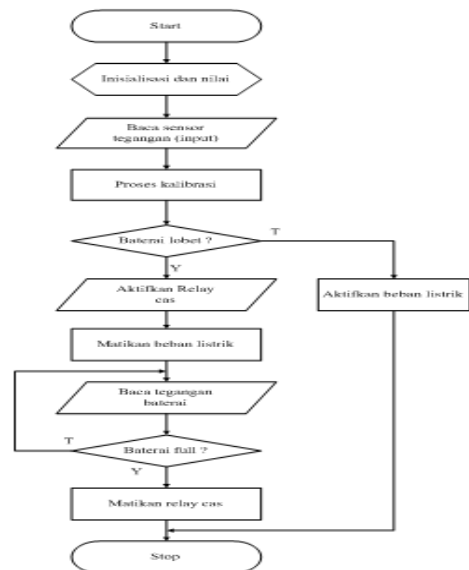 Start
Inisialisasi dan nilai
Baca sensor
tegangan (input)
Proses kalibrasi
Baterai lobet ?
T
Y
Aktifkan Relay
cas
Aktifkan beban listrik
Matikan beban listrik
Baca tegangan
baterai
T
Baterai full ?
Y
Matikan relay cas
Stop